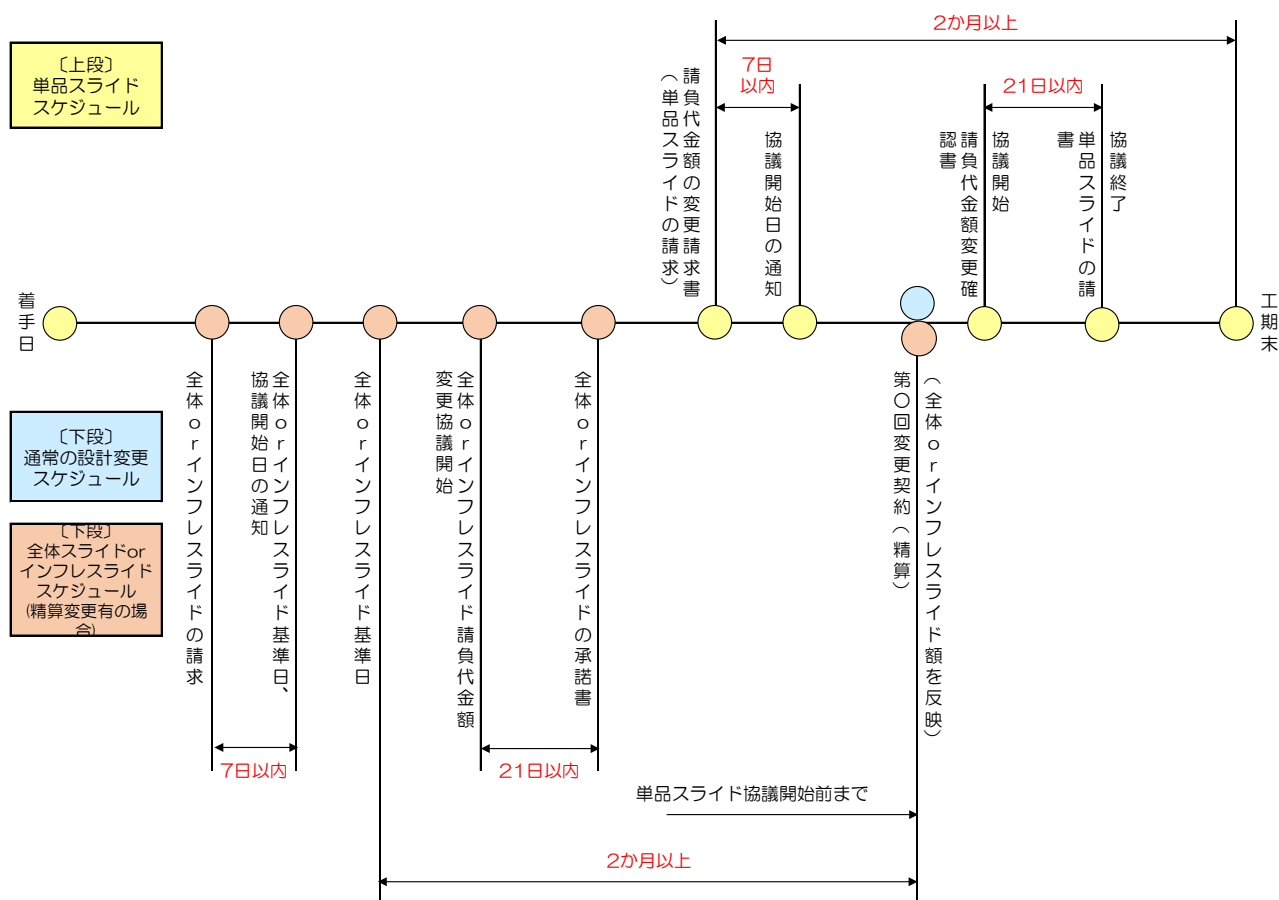 〔上段〕
単品スライド
スケジュール
2か月以上
7日
以内
21日以内
請負代金額の変更請求書
（単品スライドの請求）
協議開始日の通知
協議開始
請負代金額変更確
認書
協議終了
単品スライドの請
書
着手日
工期末
〔下段〕
通常の設計変更
スケジュール
〔下段〕
全体スライドor
インフレスライド
スケジュール
(精算変更有の場
合)
全体orインフレスライドの請求
全体orインフレスライド基準日、
協議開始日の通知
全体orインフレスライド基準日
全体orインフレスライド請負代金額
変更協議開始
全体orインフレスライドの承諾書
（全体orインフレスライド額を反映）
第〇回変更契約（精算）
7日以内
21日以内
単品スライド協議開始前まで
2か月以上